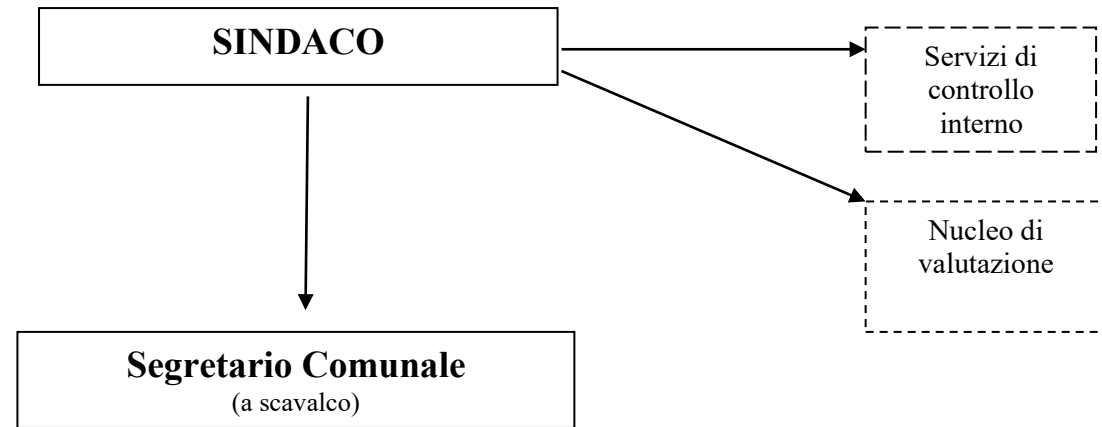 SINDACO
Servizi di
controllo
interno
Nucleo di
valutazione
Segretario Comunale
(a scavalco)